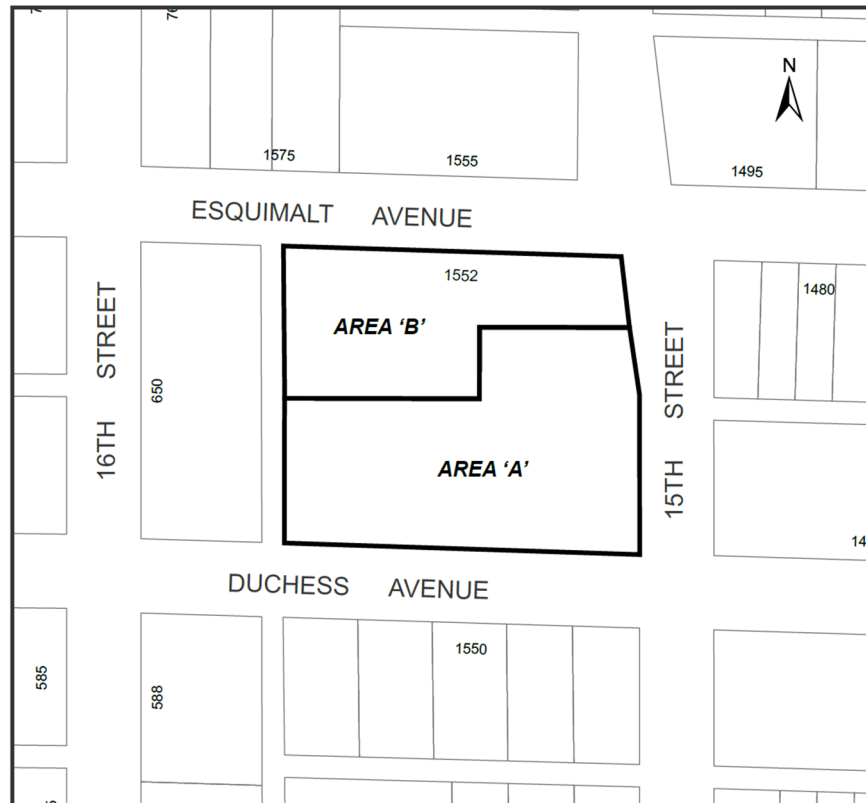 N
1575
1555
1495
ESQUIMALT AVENUE
1552
1480
AREA ‘B’
16TH STREET
650
15TH STREET
AREA ‘A’
DUCHESS AVENUE
1550
585
588